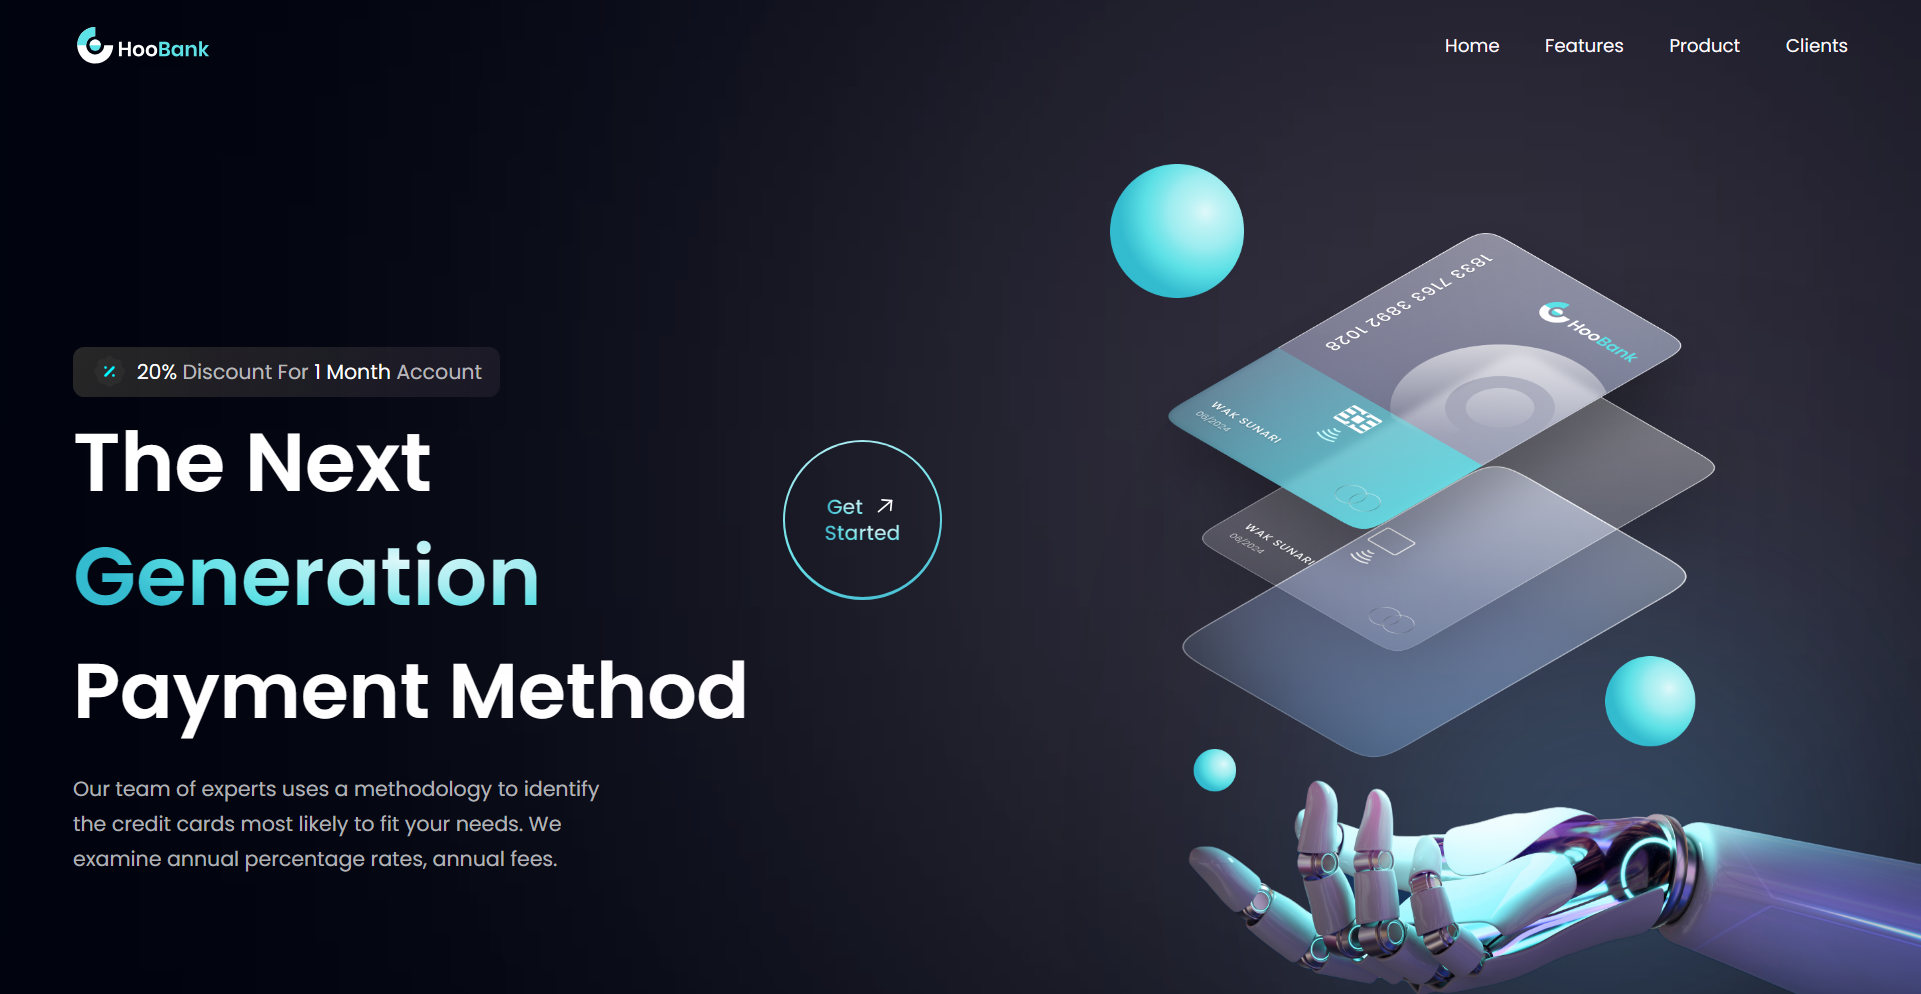 HooBank
Home Features Product Clients
20% Discount For 1 Month Account
The Next
Generation
Payment Method
Get
Started
Our team of experts uses a methodology to identify
the credit cards most likely to fit your needs. We
examine annual percentage rates, annual fees.
1833 7163 3892 1028
HooBank
WAK SUNARI
06/2024
WAK SUNARI
06/2024